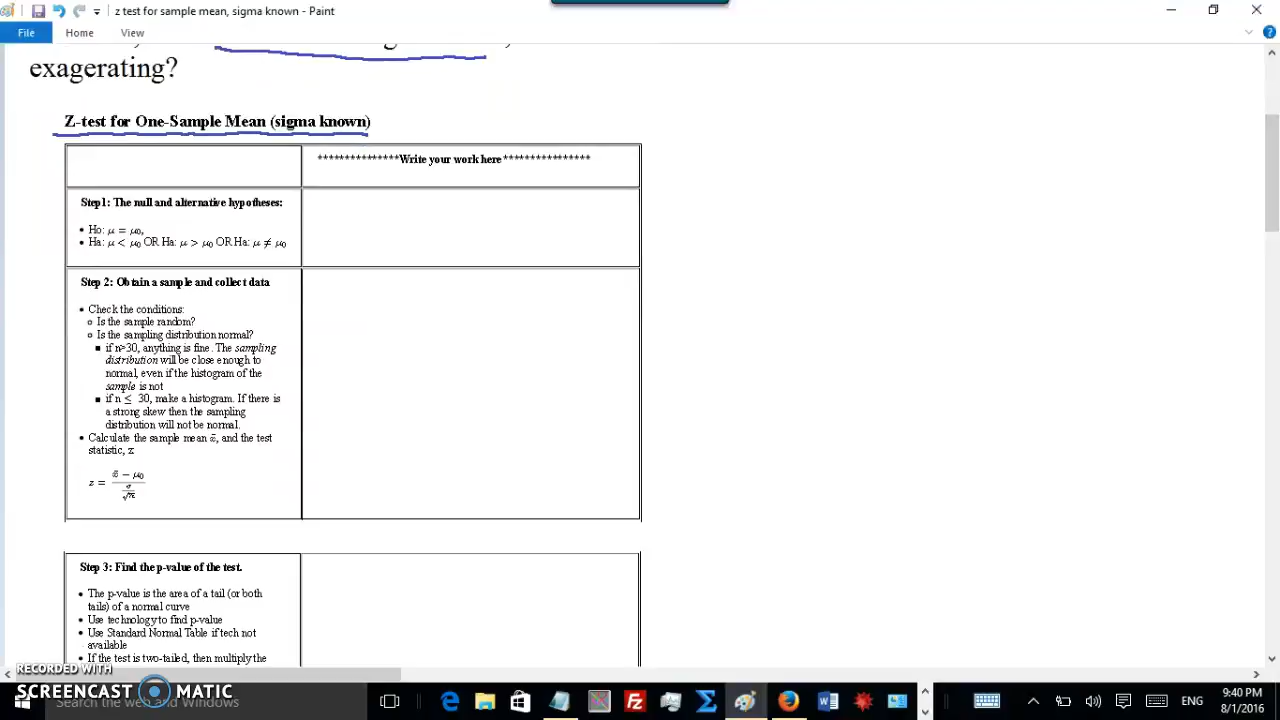 z test for sample mean, sigma known - Paint
File Home View
exagerating?
Z-test for One-Sample Mean (sigma known)
***************Write your work here****************
Step1: The null and alternative hypotheses:
• Ho: μ = μ₀,
• Ha: μ < μ₀ OR Ha: μ > μ₀ OR Ha: μ ≠ μ₀
Step 2: Obtain a sample and collect data
• Check the conditions:
o Is the sample random?
o Is the sampling distribution normal?
▪ if n>30, anything is fine. The sampling
distribution will be close enough to
normal, even if the histogram of the
sample is not
▪ if n ≤ 30, make a histogram. If there is
a strong skew then the sampling
distribution will not be normal.
• Calculate the sample mean x̄, and the test
statistic, z:
z = (x̄ − μ₀) / (σ/√n)
Step 3: Find the p-value of the test.
• The p-value is the area of a tail (or both
tails) of a normal curve
• Use technology to find p-value
• Use Standard Normal Table if tech not
available
• If the test is two-tailed, then multiply the
RECORDED WITH
SCREENCAST MATIC
Search the web and Windows
ENG
9:40 PM
8/1/2016